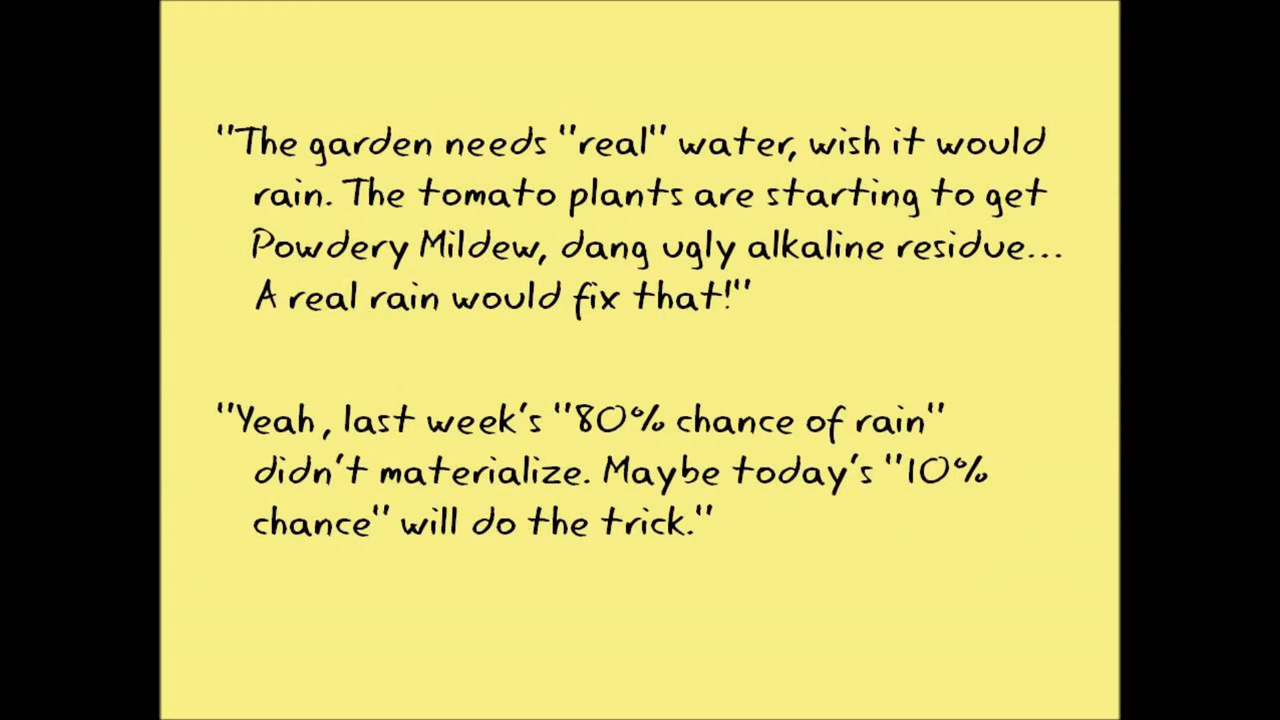 "The garden needs "real" water, wish it would
rain. The tomato plants are starting to get
Powdery Mildew, dang ugly alkaline residue...
A real rain would fix that!"
"Yeah, last week's "80% chance of rain"
didn't materialize. Maybe today's "10%
chance" will do the trick."